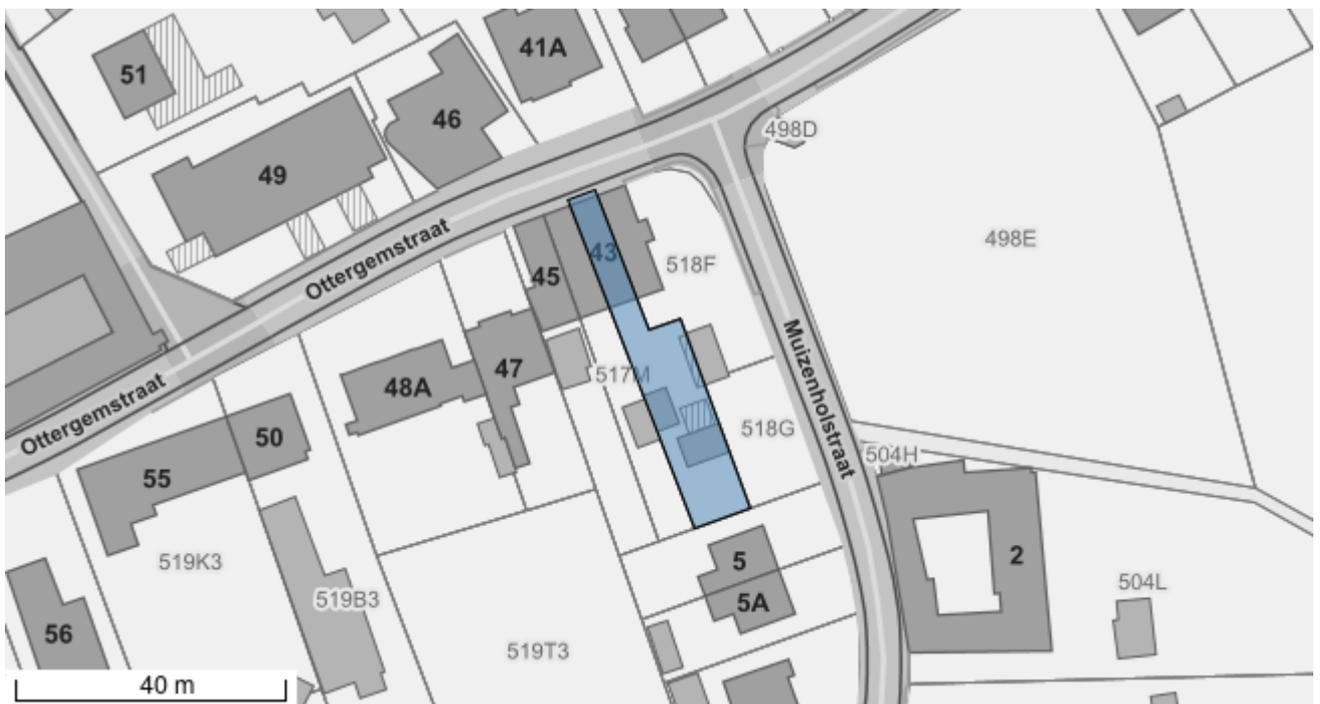 41A
51
46
498D
49
498E
Ottergemstraat
43
518F
45
Muizenholstraat
47
517M
48A
Ottergemstraat
518G
50
504H
55
2
5
519K3
504L
519B3
5A
56
519T3
40 m